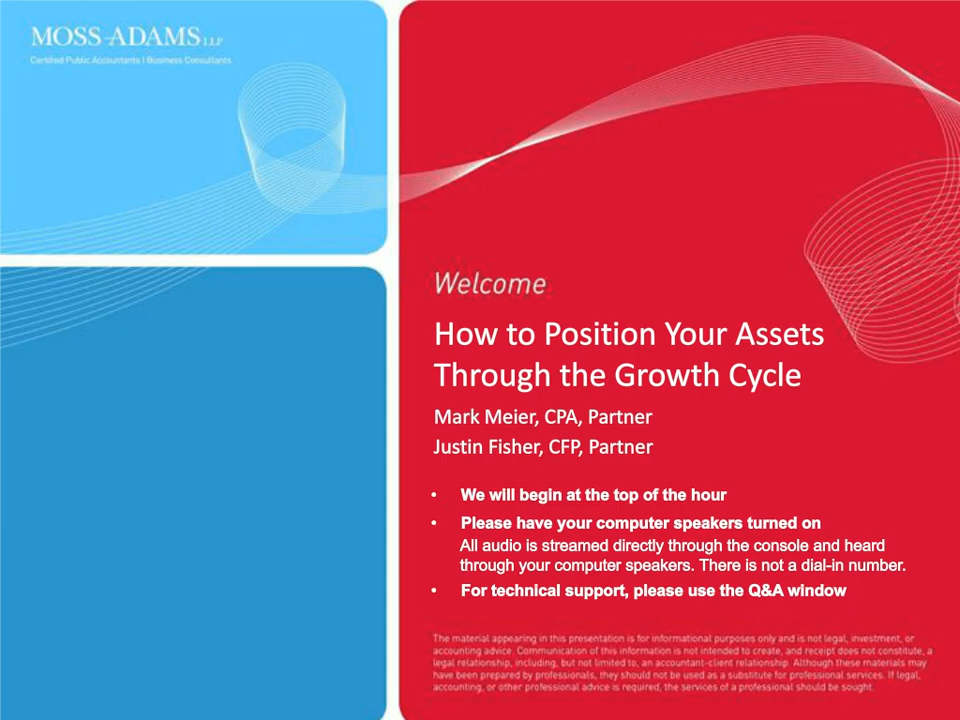 MOSS-ADAMS LLP
Certified Public Accountants | Business Consultants
Welcome
How to Position Your Assets
Through the Growth Cycle
Mark Meier, CPA, Partner
Justin Fisher, CFP, Partner
• We will begin at the top of the hour
• Please have your computer speakers turned on
All audio is streamed directly through the console and heard
through your computer speakers. There is not a dial-in number.
• For technical support, please use the Q&A window
The material appearing in this presentation is for informational purposes only and is not legal, investment, or
accounting advice. Communication of this information is not intended to create, and receipt does not constitute, a
legal relationship, including, but not limited to, an accountant-client relationship. Although these materials may
have been prepared by professionals, they should not be used as a substitute for professional services. If legal,
accounting, or other professional advice is required, the services of a professional should be sought.